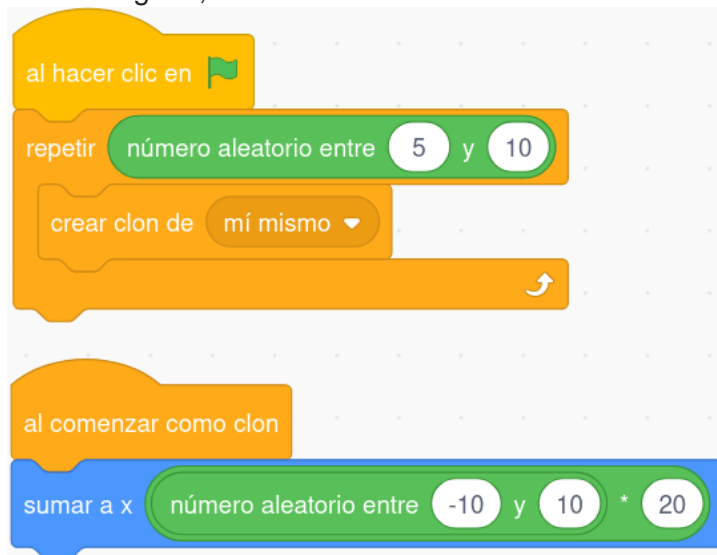 al hacer clic en
repetir número aleatorio entre 5 y 10
crear clon de mí mismo
al comenzar como clon
sumar a x número aleatorio entre -10 y 10 * 20